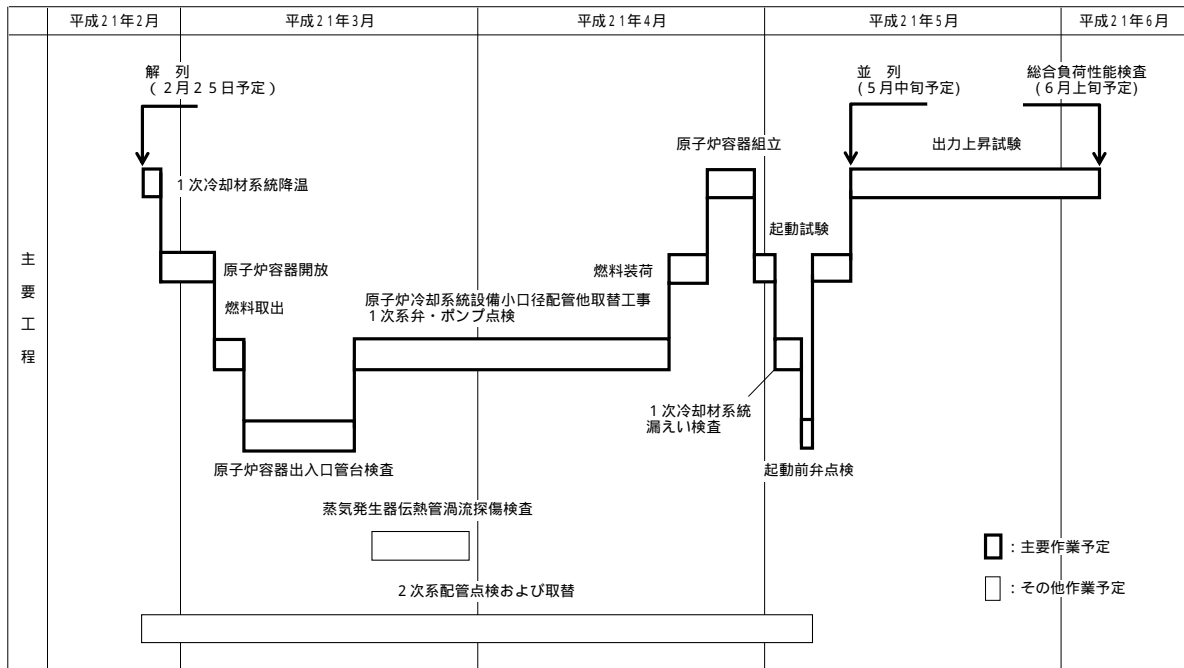 平成21年2月
平成21年3月
平成21年4月
平成21年5月
平成21年6月
主要工程
解 列
(2月25日予定)
並 列
(5月中旬予定)
総合負荷性能検査
(6月上旬予定)
原子炉容器組立
出力上昇試験
1次冷却材系統降温
起動試験
原子炉容器開放
燃料装荷
燃料取出
原子炉冷却系統設備小口径配管他取替工事
1次系弁・ポンプ点検
1次冷却材系統
漏えい検査
原子炉容器出入口管台検査
起動前弁点検
蒸気発生器伝熱管渦流探傷検査
:主要作業予定
2次系配管点検および取替
:その他作業予定